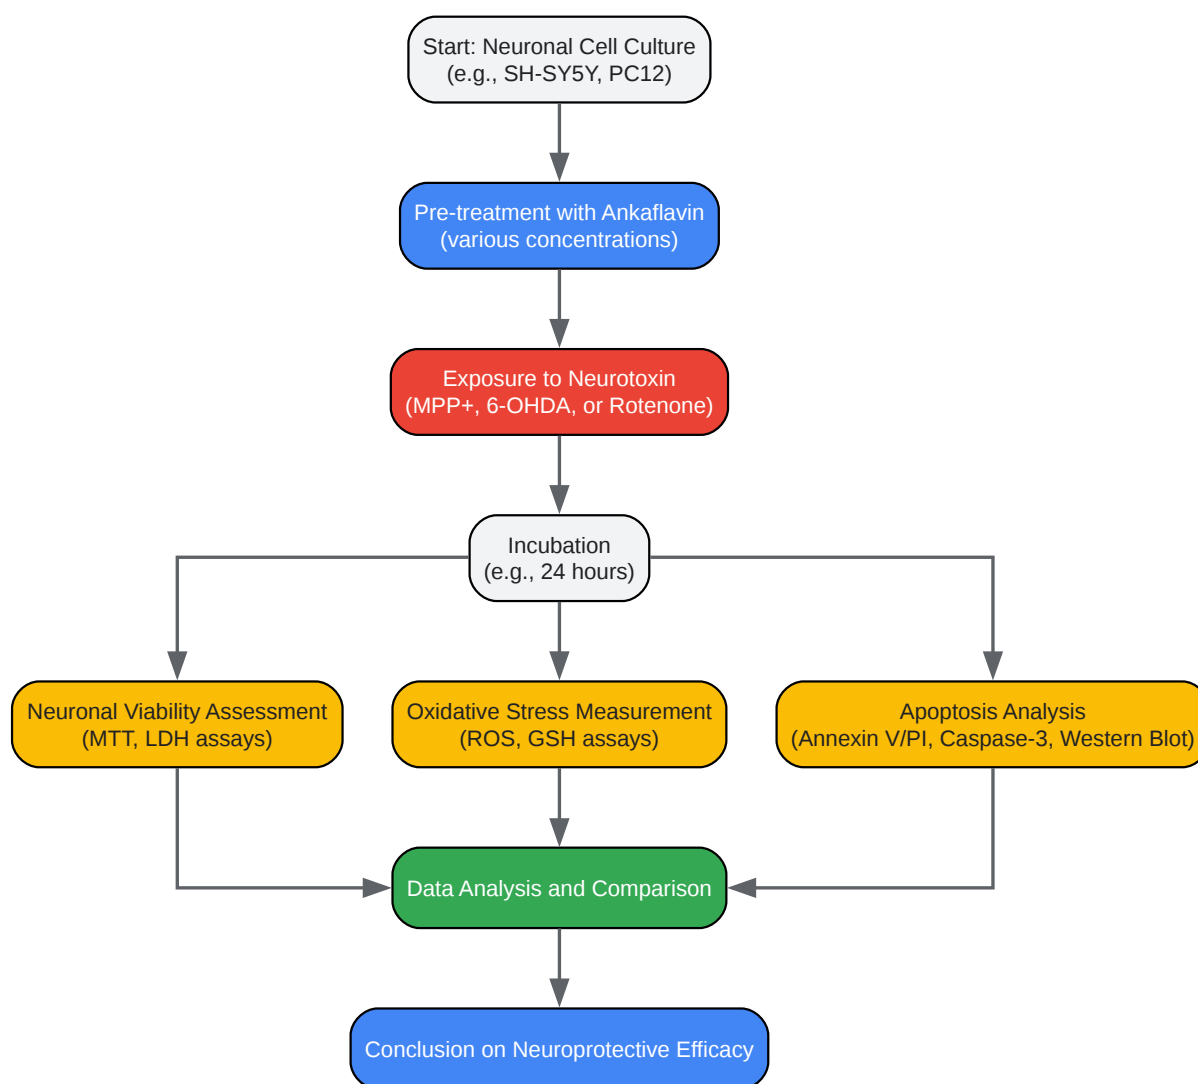 Start: Neuronal Cell Culture
(e.g., SH-SY5Y, PC12)
Pre-treatment with Ankaflavin
(various concentrations)
Exposure to Neurotoxin
(MPP+, 6-OHDA, or Rotenone)
Incubation
(e.g., 24 hours)
Neuronal Viability Assessment
(MTT, LDH assays)
Oxidative Stress Measurement
(ROS, GSH assays)
Apoptosis Analysis
(Annexin V/PI, Caspase-3, Western Blot)
Data Analysis and Comparison
Conclusion on Neuroprotective Efficacy